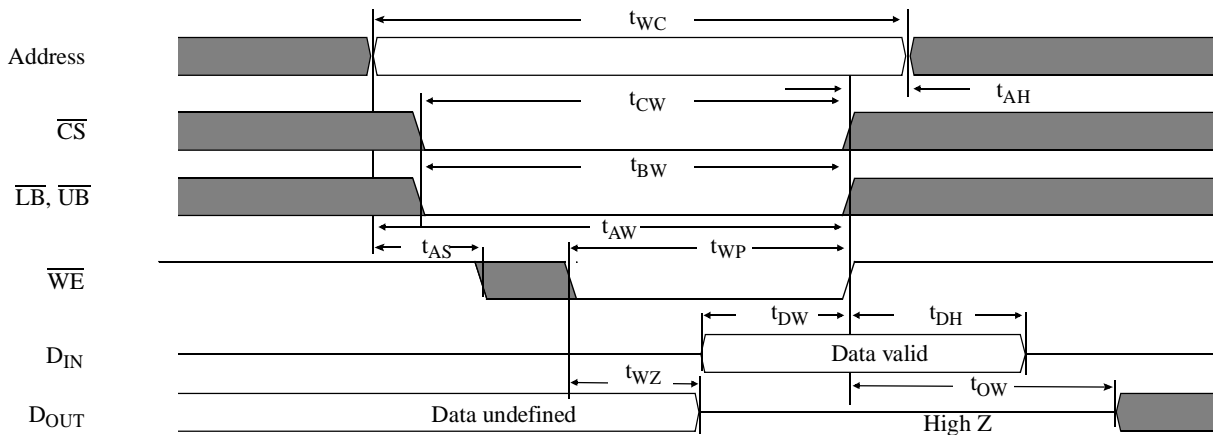 tWC
Address
tCW
tAH
CS
tBW
LB, UB
tAW
tAS
tWP
WE
tDW
tDH
DIN
Data valid
tWZ
tOW
DOUT
Data undefined
High Z